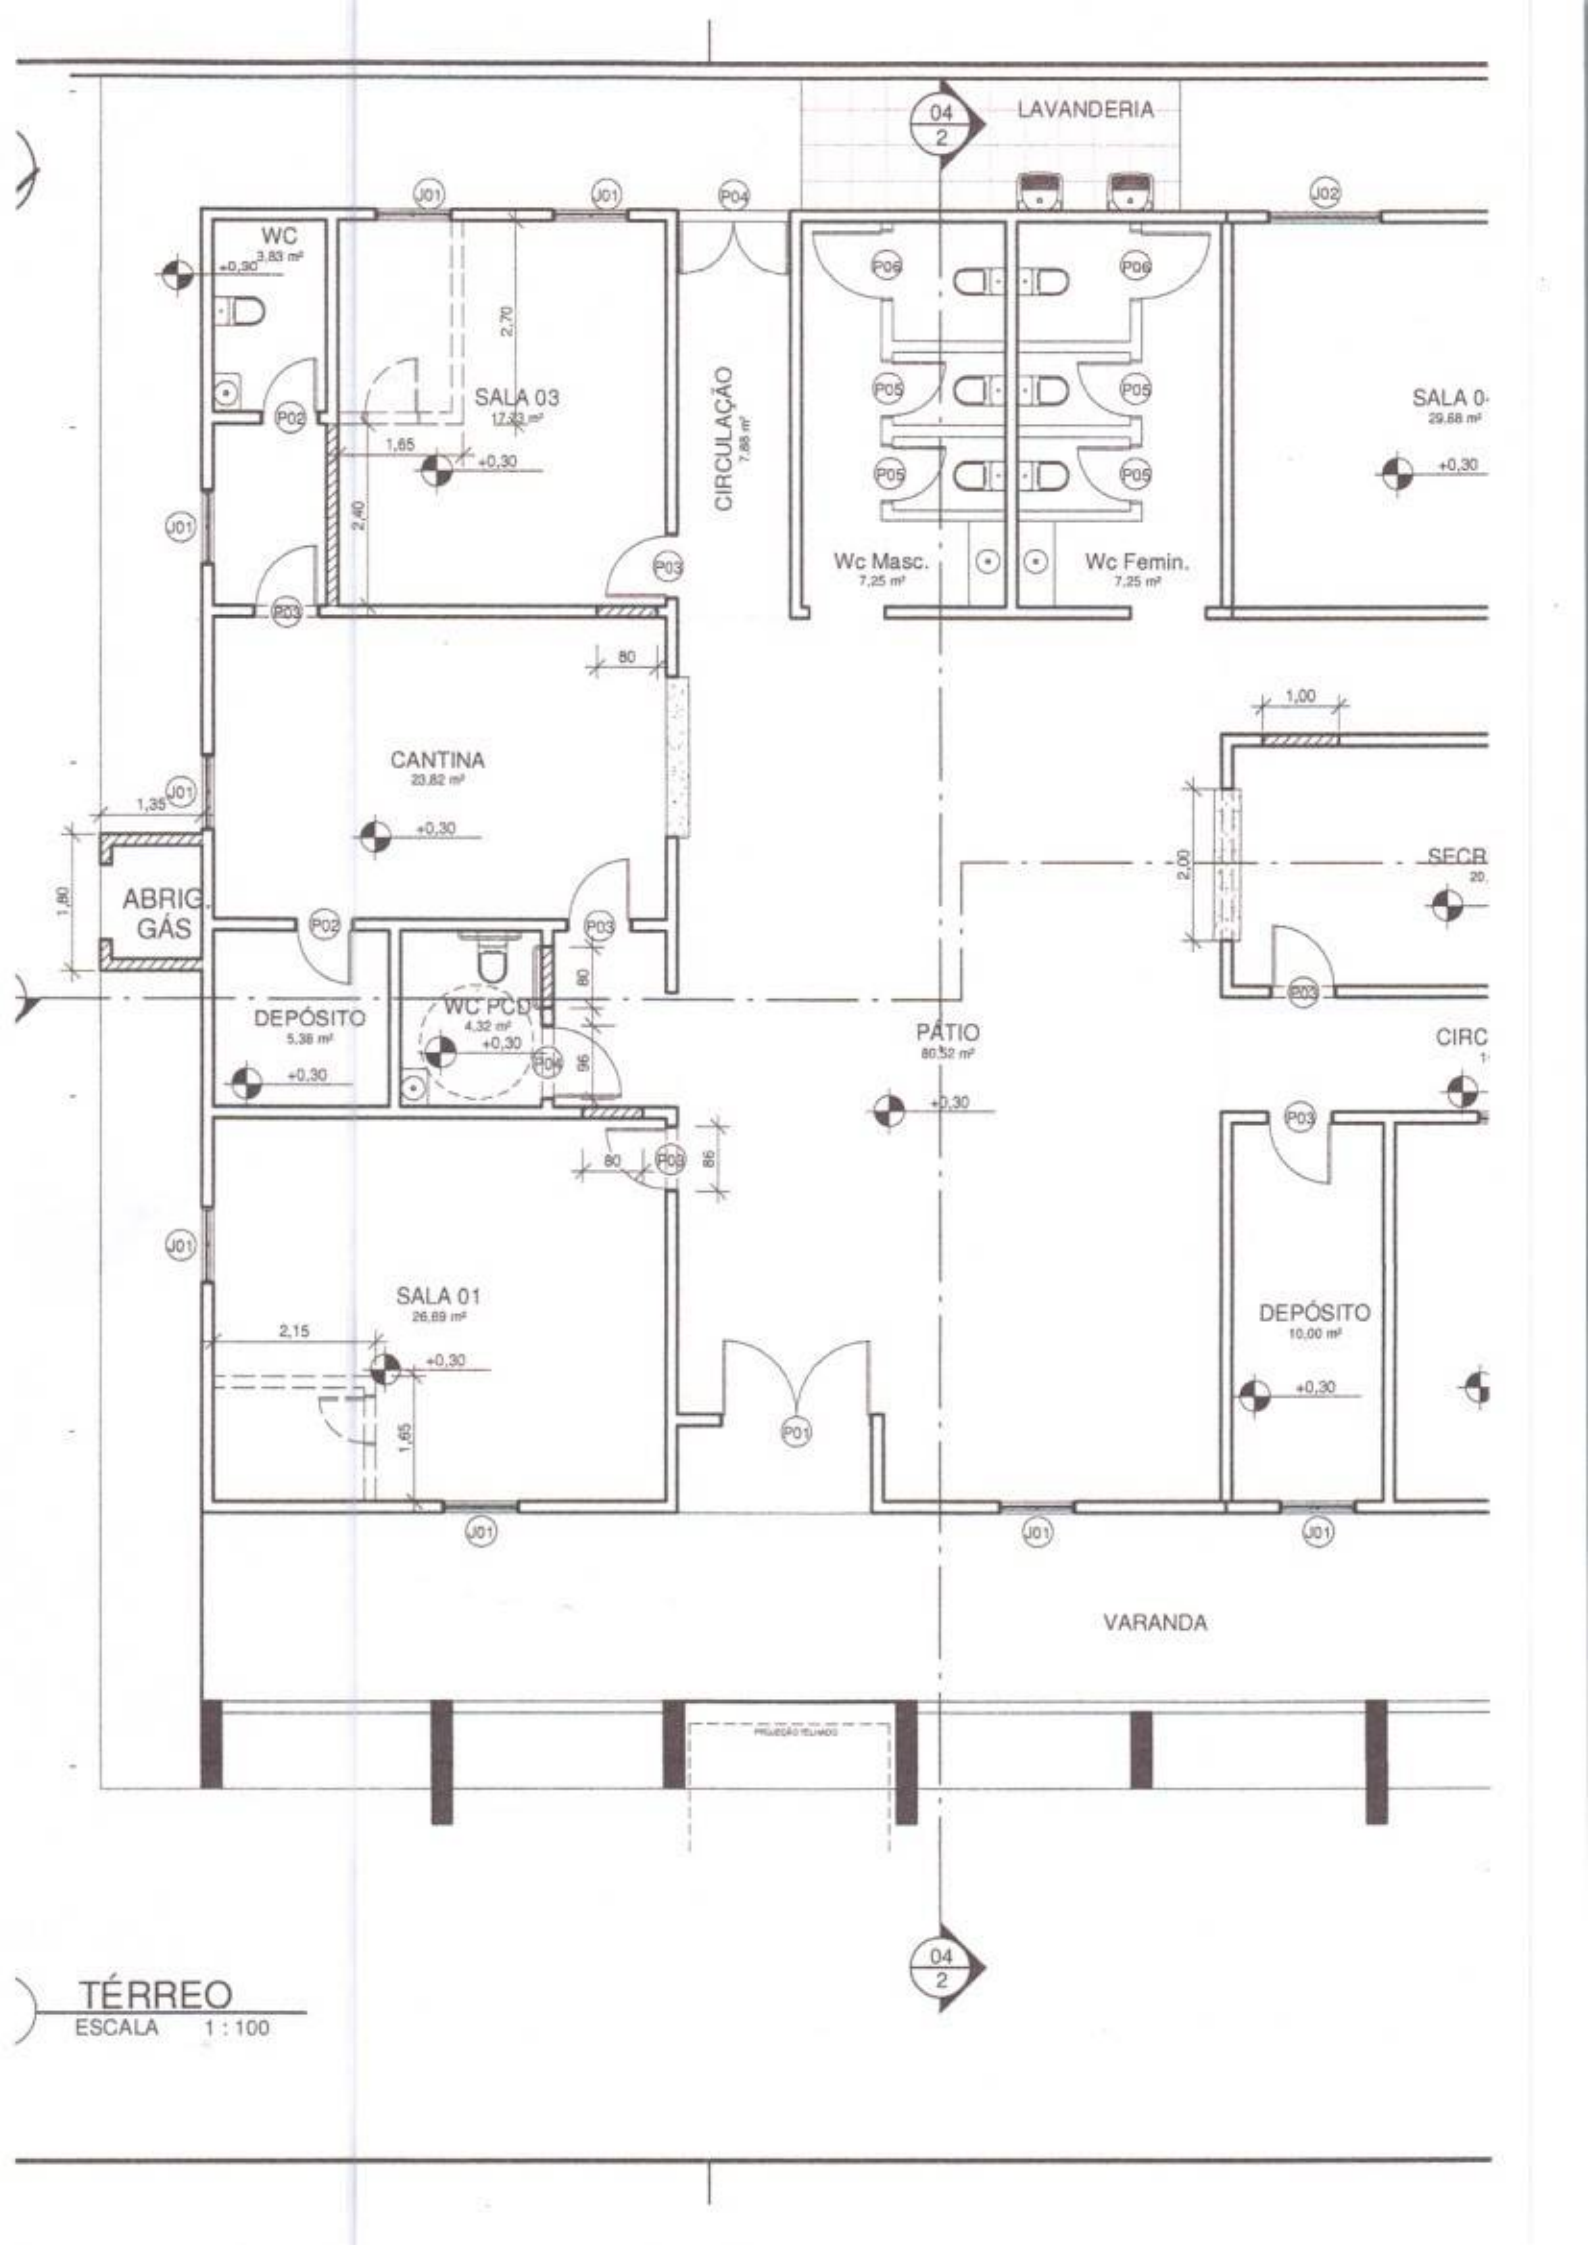 04
2
LAVANDERIA
J01
J01
P04
J02
WC
3,83 m²
+0,30
P06
P06
2,70
SALA 03
17,23 m²
P02
1,65
+0,30
2,40
CIRCULAÇÃO
7,88 m²
P05
P05
P05
P05
SALA 0
29,68 m²
+0,30
J01
P03
P03
Wc Masc.
7,25 m²
Wc Femin.
7,25 m²
80
1,00
CANTINA
23,82 m²
+0,30
J01
1,35
1,80
ABRIG.
GÁS
2,00
SECR
20,
P02
P03
80
DEPÓSITO
5,38 m²
+0,30
WC PCD
4,32 m²
+0,30
P04
96
P03
PÁTIO
80,52 m²
+0,30
CIRC
P03
80
P03
86
J01
SALA 01
26,69 m²
+0,30
2,15
1,65
DEPÓSITO
10,00 m²
+0,30
P01
J01
J01
J01
VARANDA
PROJEÇÃO TELHADO
04
2
TÉRREO
ESCALA 1 : 100